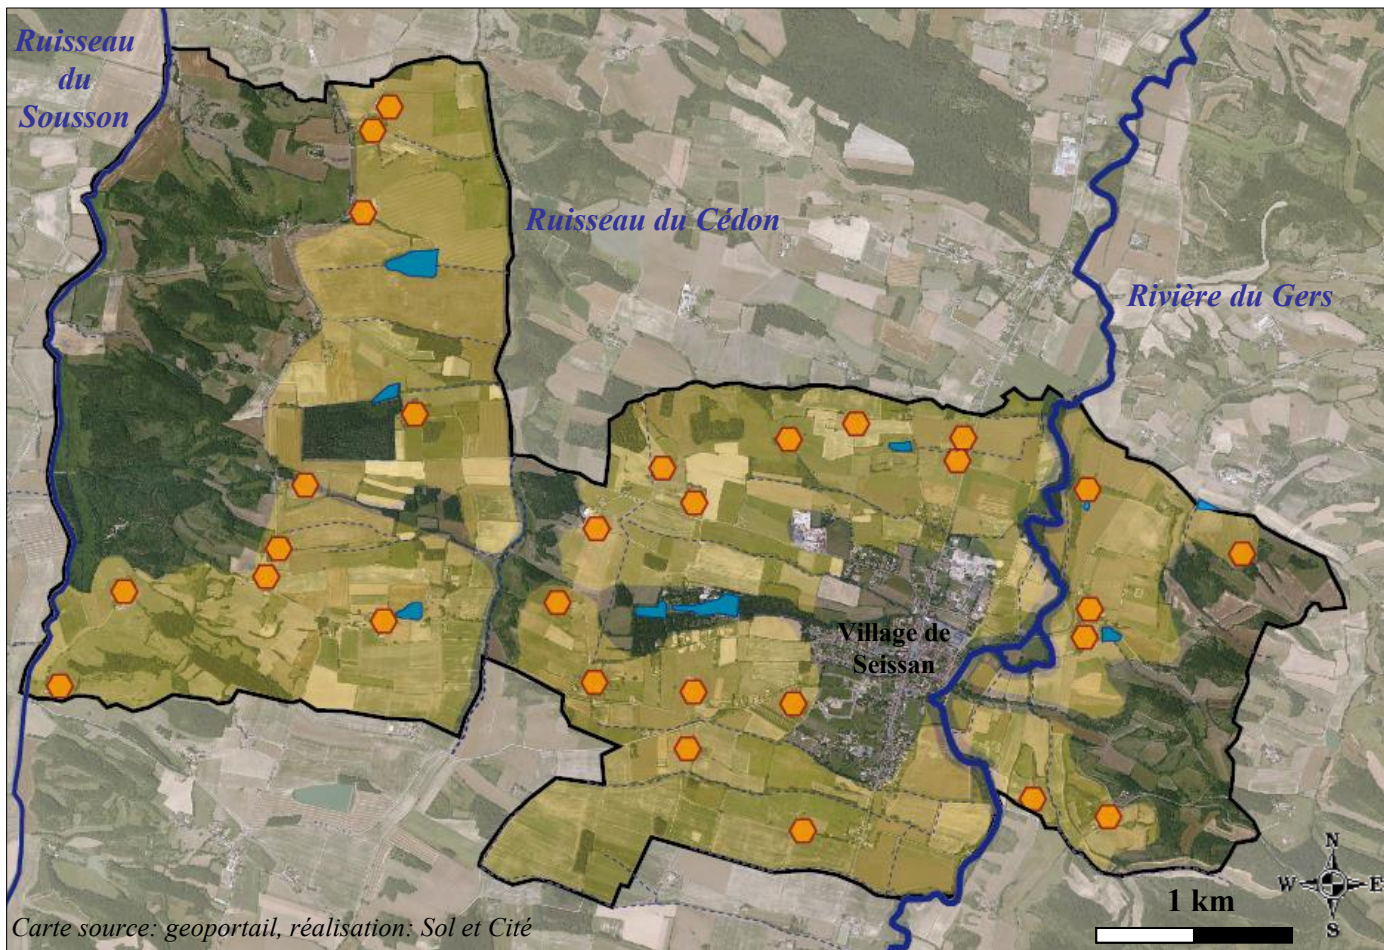 Ruisseau
du
Sousson
Ruisseau du Cédon
Rivière du Gers
Village de
Seissan
N
W E
S
1 km
Carte source: geoportail, réalisation: Sol et Cité